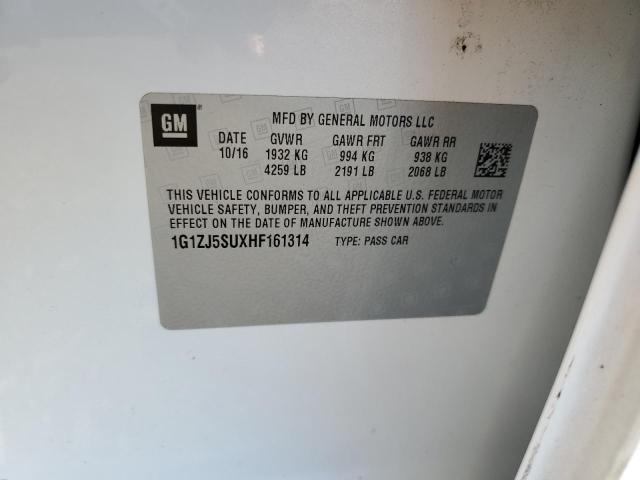 GM
MFD BY GENERAL MOTORS LLC
DATE GVWR GAWR FRT GAWR RR
10/16 1932 KG 994 KG 938 KG
4259 LB 2191 LB 2068 LB
THIS VEHICLE CONFORMS TO ALL APPLICABLE U.S. FEDERAL MOTOR
VEHICLE SAFETY, BUMPER, AND THEFT PREVENTION STANDARDS IN
EFFECT ON THE DATE OF MANUFACTURE SHOWN ABOVE.
1G1ZJ5SUXHF161314 TYPE: PASS CAR